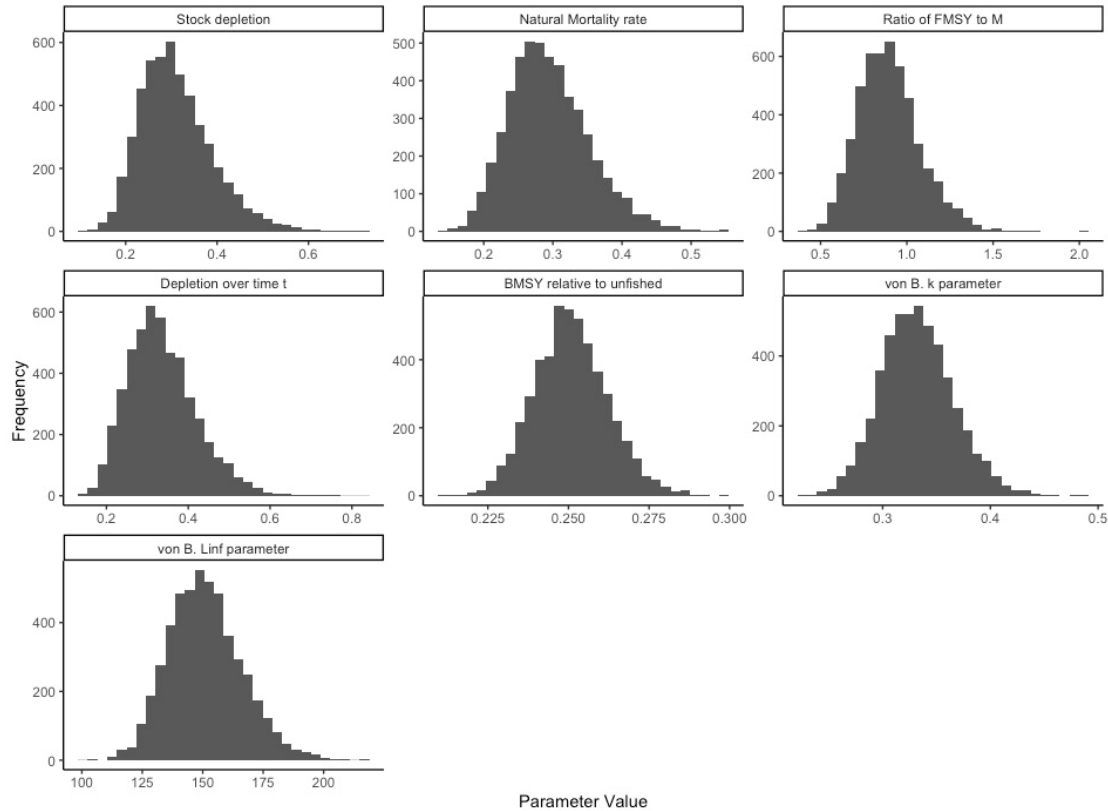 Stock depletion
Natural Mortality rate
Ratio of FMSY to M
600
400
200
0
0.2 0.4 0.6
500
400
300
200
100
0
0.2 0.3 0.4 0.5
600
400
200
0
0.5 1.0 1.5 2.0
Depletion over time t
BMSY relative to unfished
von B. k parameter
Frequency
600
400
200
0
0.2 0.4 0.6 0.8
400
200
0
0.225 0.250 0.275 0.300
400
200
0
0.3 0.4 0.5
von B. Linf parameter
400
200
0
100 125 150 175 200
Parameter Value